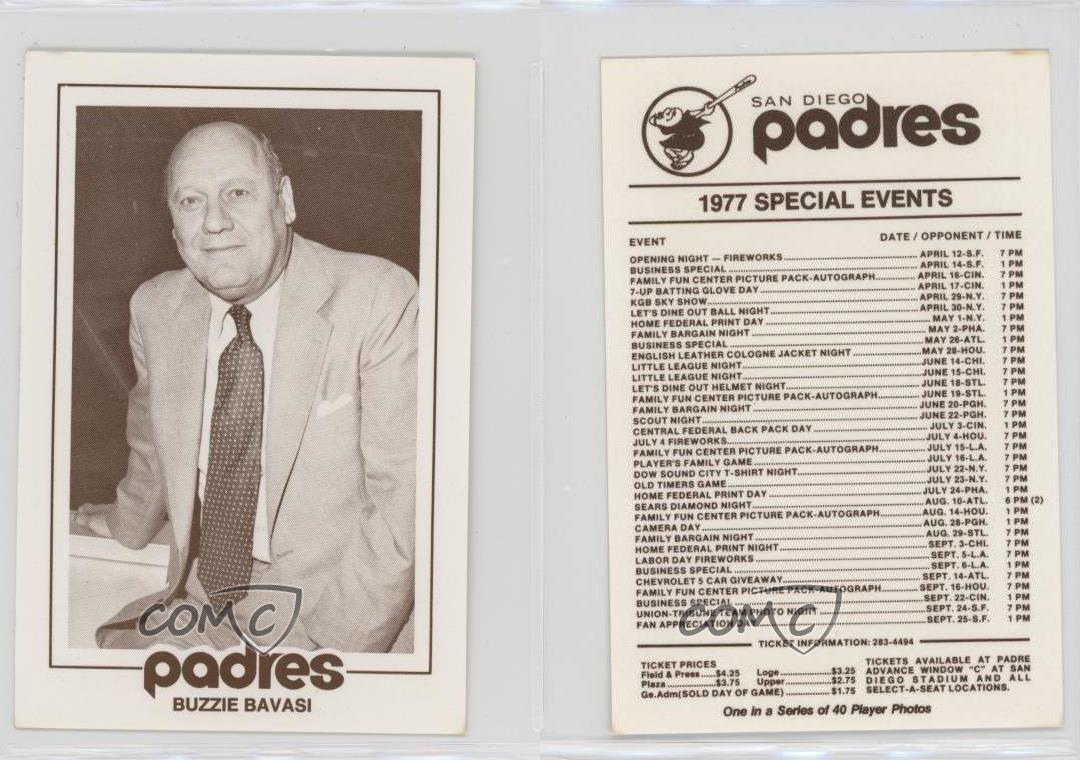 padres
BUZZIE BAVASI
SAN DIEGO
padres
1977 SPECIAL EVENTS
EVENT DATE / OPPONENT / TIME
OPENING NIGHT — FIREWORKS APRIL 12-S.F. 7 PM
BUSINESS SPECIAL APRIL 14-S.F. 1 PM
FAMILY FUN CENTER PICTURE PACK-AUTOGRAPH APRIL 16-CIN. 7 PM
7-UP BATTING GLOVE DAY APRIL 17-CIN. 1 PM
KGB SKY SHOW APRIL 29-N.Y. 7 PM
LET'S DINE OUT BALL NIGHT APRIL 30-N.Y. 7 PM
HOME FEDERAL PRINT DAY MAY 1-N.Y. 1 PM
FAMILY BARGAIN NIGHT MAY 2-PHA. 7 PM
BUSINESS SPECIAL MAY 26-ATL. 1 PM
ENGLISH LEATHER COLOGNE JACKET NIGHT MAY 28-HOU. 7 PM
LITTLE LEAGUE NIGHT JUNE 14-CHI. 7 PM
LITTLE LEAGUE NIGHT JUNE 15-CHI. 7 PM
LET'S DINE OUT HELMET NIGHT JUNE 18-STL. 7 PM
FAMILY FUN CENTER PICTURE PACK-AUTOGRAPH JUNE 19-STL. 1 PM
FAMILY BARGAIN NIGHT JUNE 20-PGH. 7 PM
SCOUT NIGHT JUNE 22-PGH. 7 PM
CENTRAL FEDERAL BACK PACK DAY JULY 3-CIN. 1 PM
JULY 4 FIREWORKS JULY 4-HOU. 7 PM
FAMILY FUN CENTER PICTURE PACK-AUTOGRAPH JULY 15-L.A. 7 PM
PLAYER'S FAMILY GAME JULY 16-L.A. 7 PM
DOW SOUND CITY T-SHIRT NIGHT JULY 22-N.Y. 7 PM
OLD TIMERS GAME JULY 23-N.Y. 7 PM
HOME FEDERAL PRINT DAY JULY 24-PHA. 1 PM
SEARS DIAMOND NIGHT AUG. 10-ATL. 6 PM (2)
FAMILY FUN CENTER PICTURE PACK-AUTOGRAPH AUG. 14-HOU. 1 PM
CAMERA DAY AUG. 28-PGH. 1 PM
FAMILY BARGAIN NIGHT AUG. 29-STL. 7 PM
HOME FEDERAL PRINT NIGHT SEPT. 3-CHI. 7 PM
LABOR DAY FIREWORKS SEPT. 5-L.A. 7 PM
BUSINESS SPECIAL SEPT. 6-L.A. 1 PM
CHEVROLET 5 CAR GIVEAWAY SEPT. 14-ATL. 7 PM
FAMILY FUN CENTER PICTURE PACK-AUTOGRAPH SEPT. 16-HOU. 7 PM
BUSINESS SPECIAL SEPT. 22-CIN. 1 PM
UNION-TRIBUNE TEAM PHOTO NIGHT SEPT. 24-S.F. 7 PM
FAN APPRECIATION DAY SEPT. 25-S.F. 1 PM
TICKET INFORMATION: 283-4494
TICKET PRICES
Field & Press $4.25 Loge $3.25
Plaza $3.75 Upper $2.75
Ge.Adm(SOLD DAY OF GAME) $1.75
TICKETS AVAILABLE AT PADRE
ADVANCE WINDOW "C" AT SAN
DIEGO STADIUM AND ALL
SELECT-A-SEAT LOCATIONS.
One in a Series of 40 Player Photos
COMC
COMC